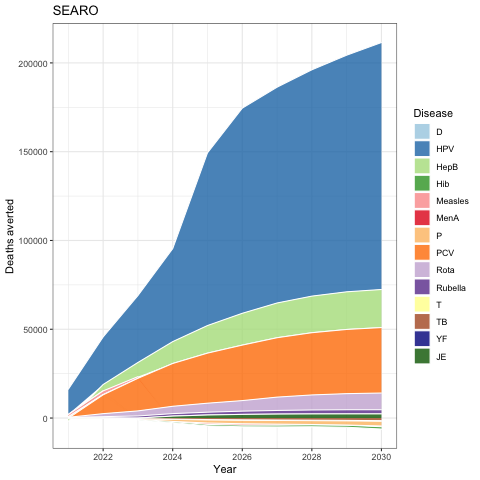 SEARO
200000
150000
100000
50000
0
Deaths averted
2022
2024
2026
2028
2030
Year
Disease
D
HPV
HepB
Hib
Measles
MenA
P
PCV
Rota
Rubella
T
TB
YF
JE